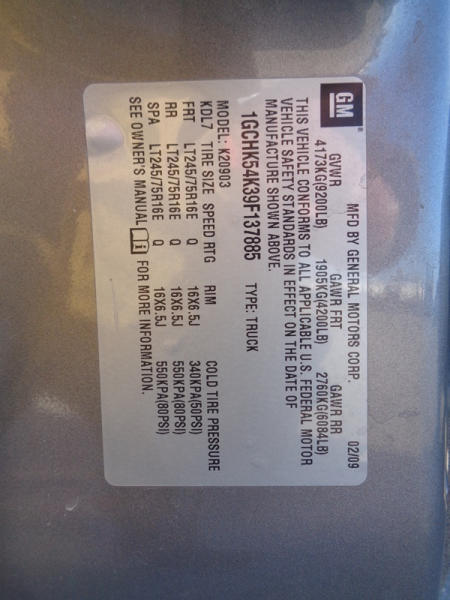 GM®
MFD BY GENERAL MOTORS CORP. 02/09
GVWR GAWR FRT GAWR RR
4173KG(9200LB) 1905KG(4200LB) 2760KG(6084LB)
THIS VEHICLE CONFORMS TO ALL APPLICABLE U.S. FEDERAL MOTOR
VEHICLE SAFETY STANDARDS IN EFFECT ON THE DATE OF
MANUFACTURE SHOWN ABOVE.
1GCHK54K39F137885 TYPE: TRUCK
MODEL: K20903
KDL7 TIRE SIZE SPEED RTG RIM COLD TIRE PRESSURE
FRT LT245/75R16E Q 16X6.5J 340KPA(50PSI)
RR LT245/75R16E Q 16X6.5J 550KPA(80PSI)
SPA LT245/75R16E Q 16X6.5J 550KPA(80PSI)
SEE OWNER'S MANUAL FOR MORE INFORMATION.